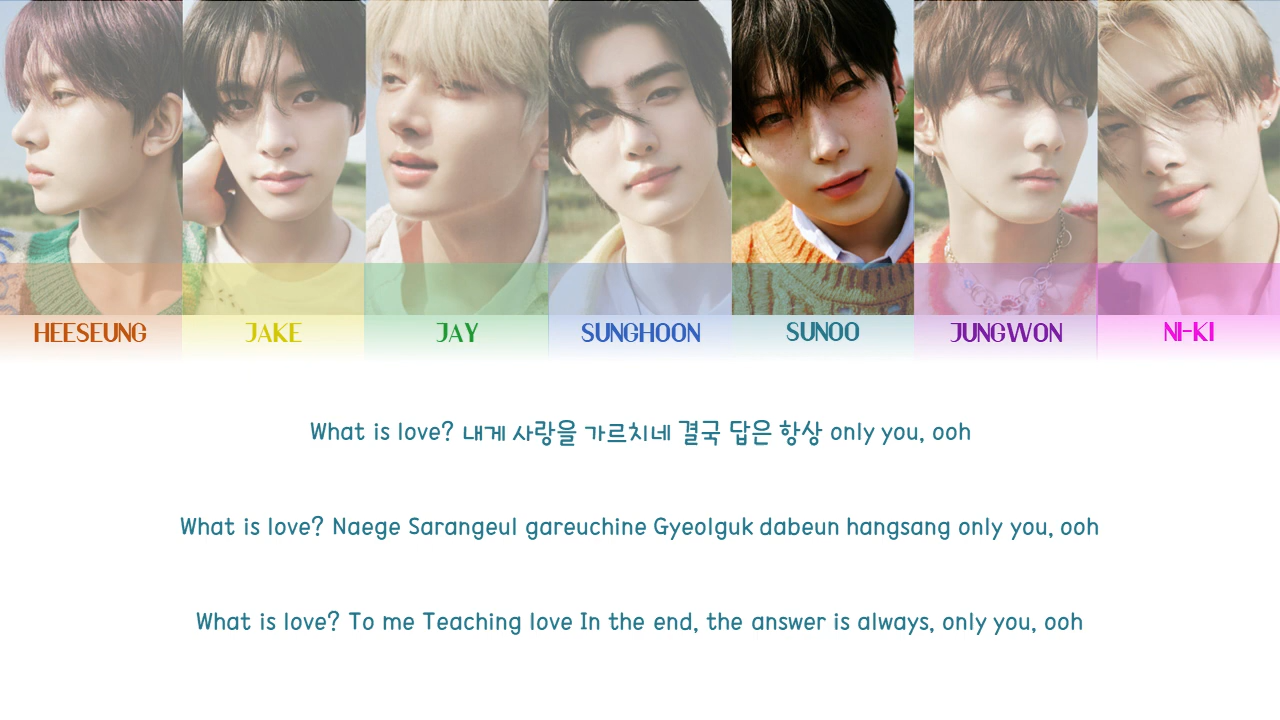 HEESEUNG JAKE JAY SUNGHOON SUNOO JUNGWON NI-KI
What is love? 내게 사랑을 가르치네 결국 답은 항상 only you, ooh
What is love? Naege Sarangeul gareuchine Gyeolguk dabeun hangsang only you, ooh
What is love? To me Teaching love In the end, the answer is always, only you, ooh